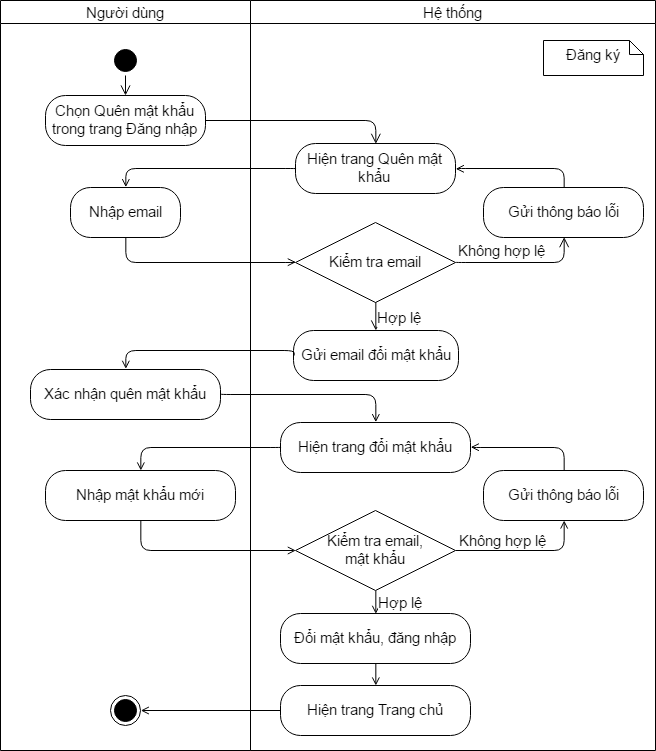 Người dùng
Hệ thống
Đăng ký
Chọn Quên mật khẩu
trong trang Đăng nhập
Hiện trang Quên mật
khẩu
Nhập email
Gửi thông báo lỗi
Kiểm tra email
Không hợp lệ
Hợp lệ
Gửi email đổi mật khẩu
Xác nhận quên mật khẩu
Hiện trang đổi mật khẩu
Nhập mật khẩu mới
Gửi thông báo lỗi
Kiểm tra email,
mật khẩu
Không hợp lệ
Hợp lệ
Đổi mật khẩu, đăng nhập
Hiện trang Trang chủ